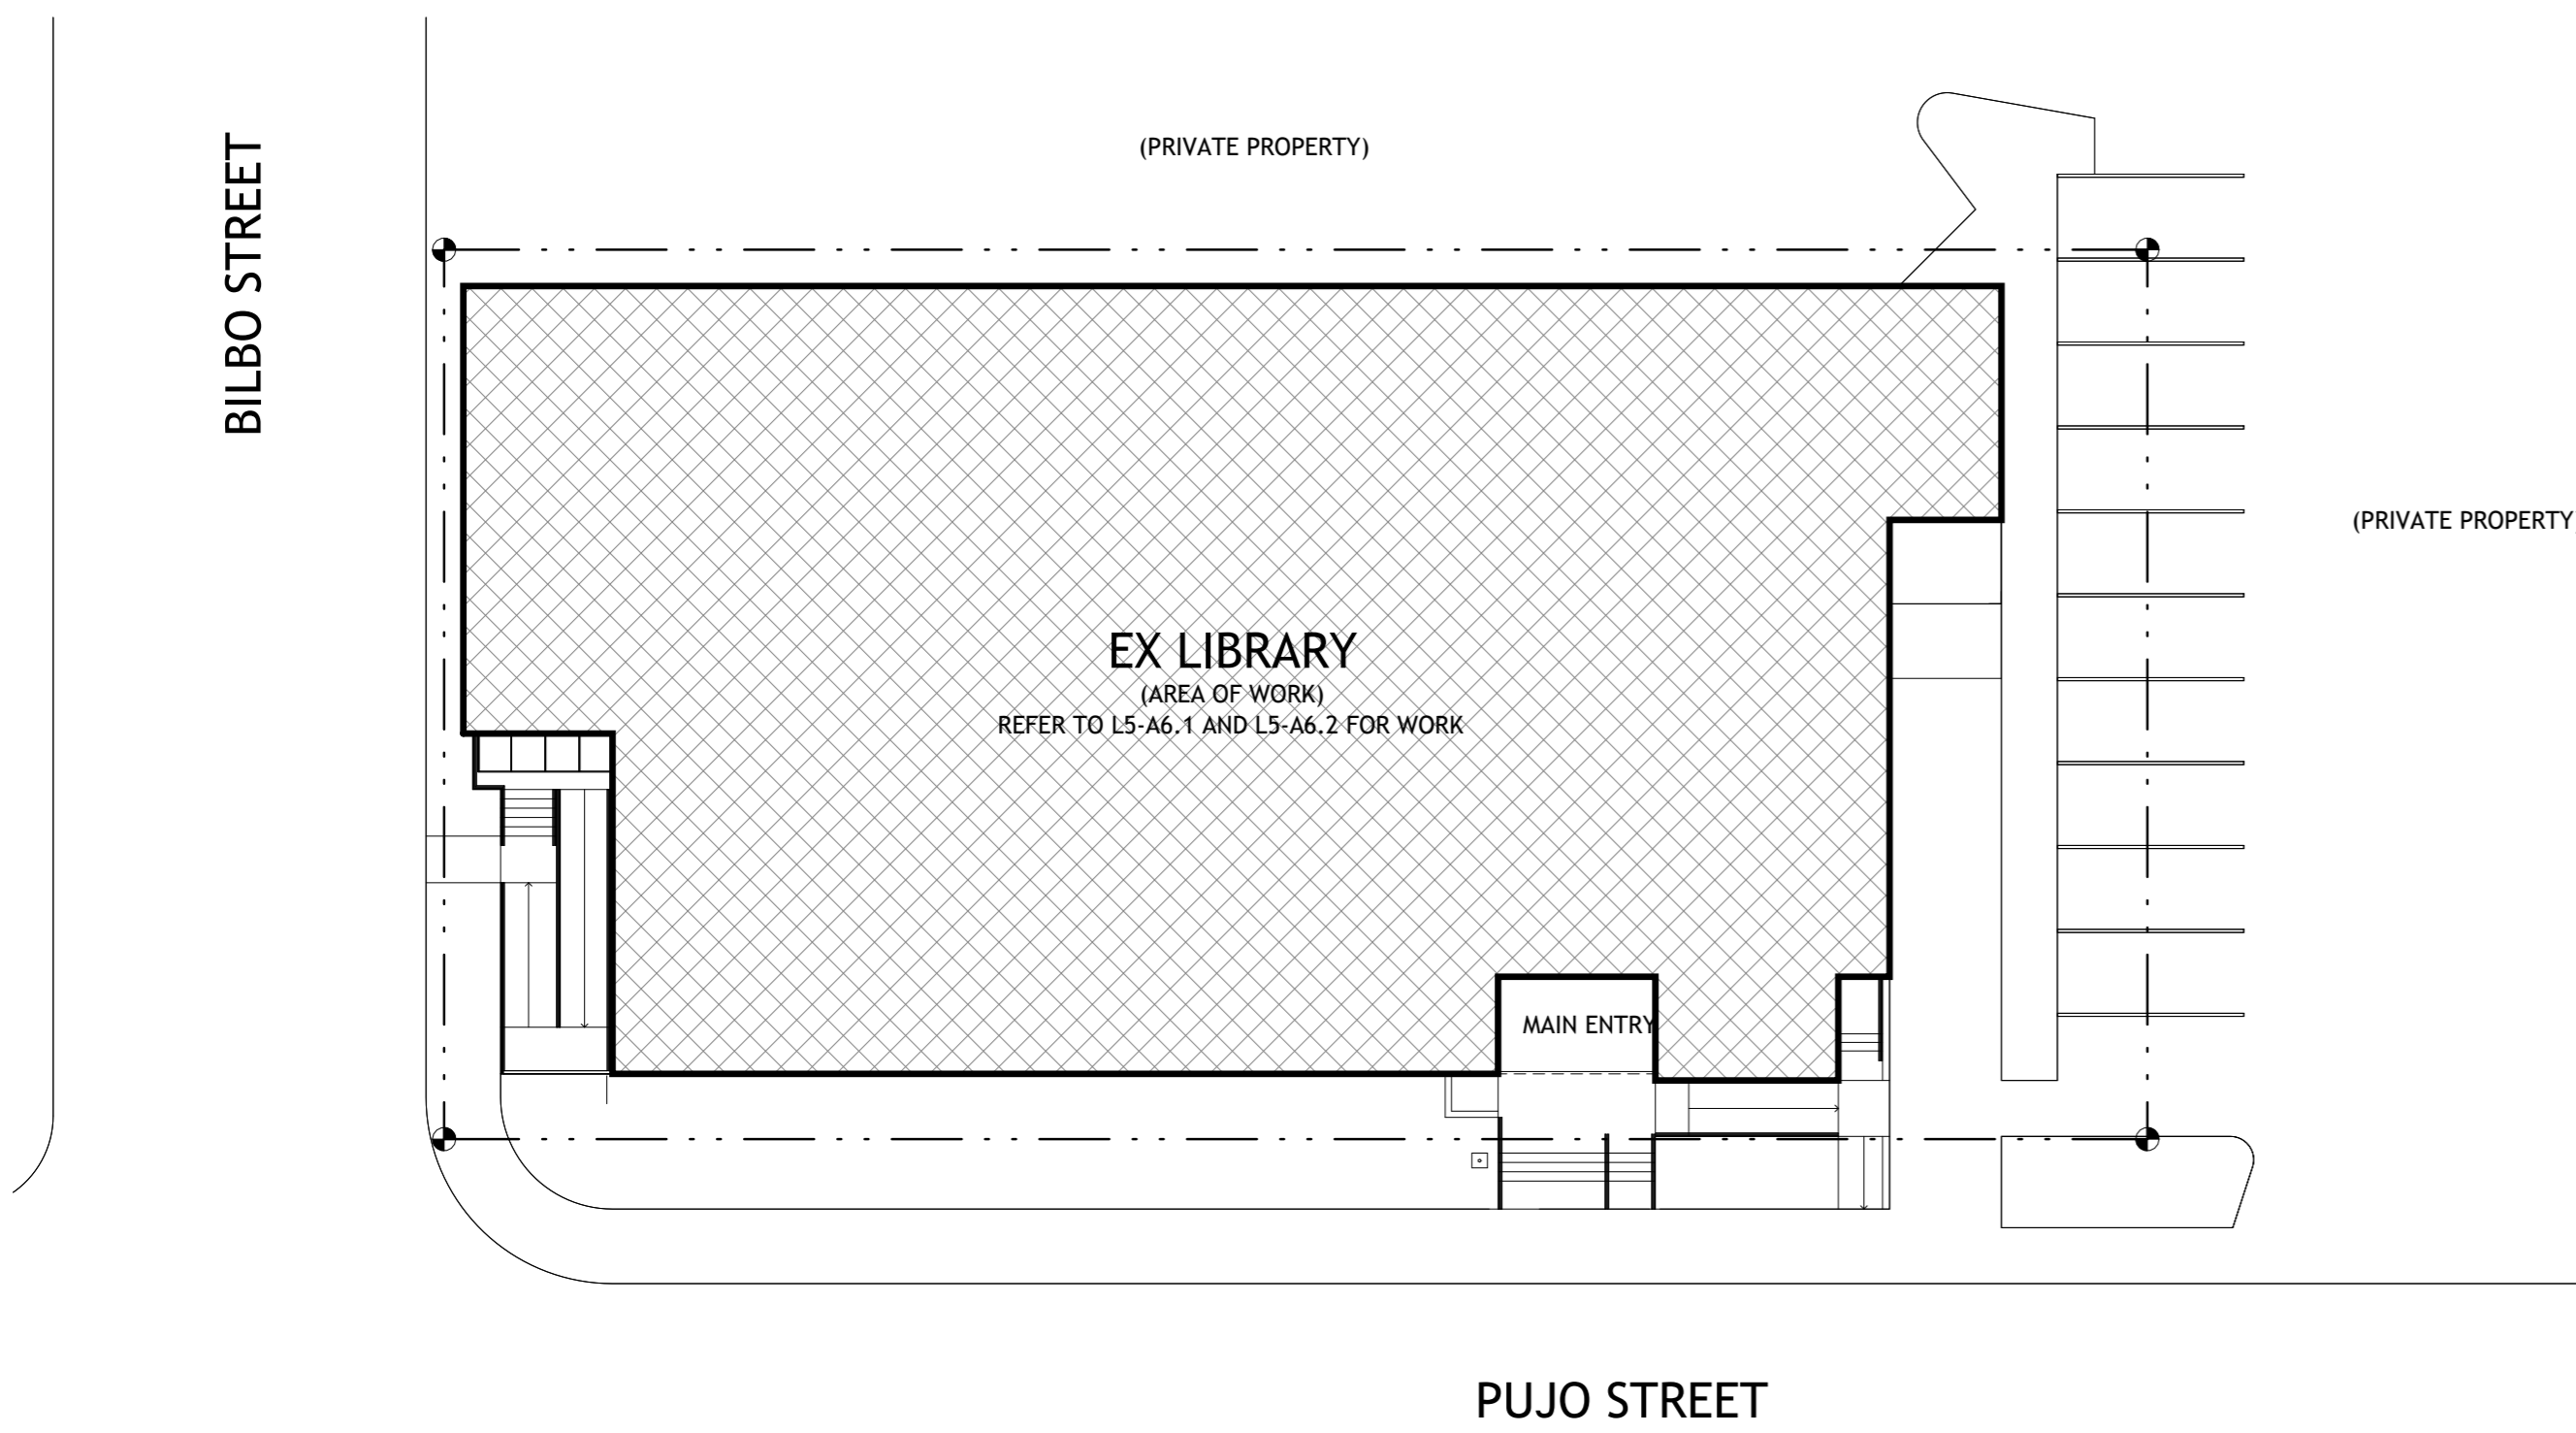 (PRIVATE PROPERTY)
BILBO STREET
(PRIVATE PROPERTY
EX LIBRARY
(AREA OF WORK)
REFER TO L5-A6.1 AND L5-A6.2 FOR WORK
MAIN ENTRY
PUJO STREET